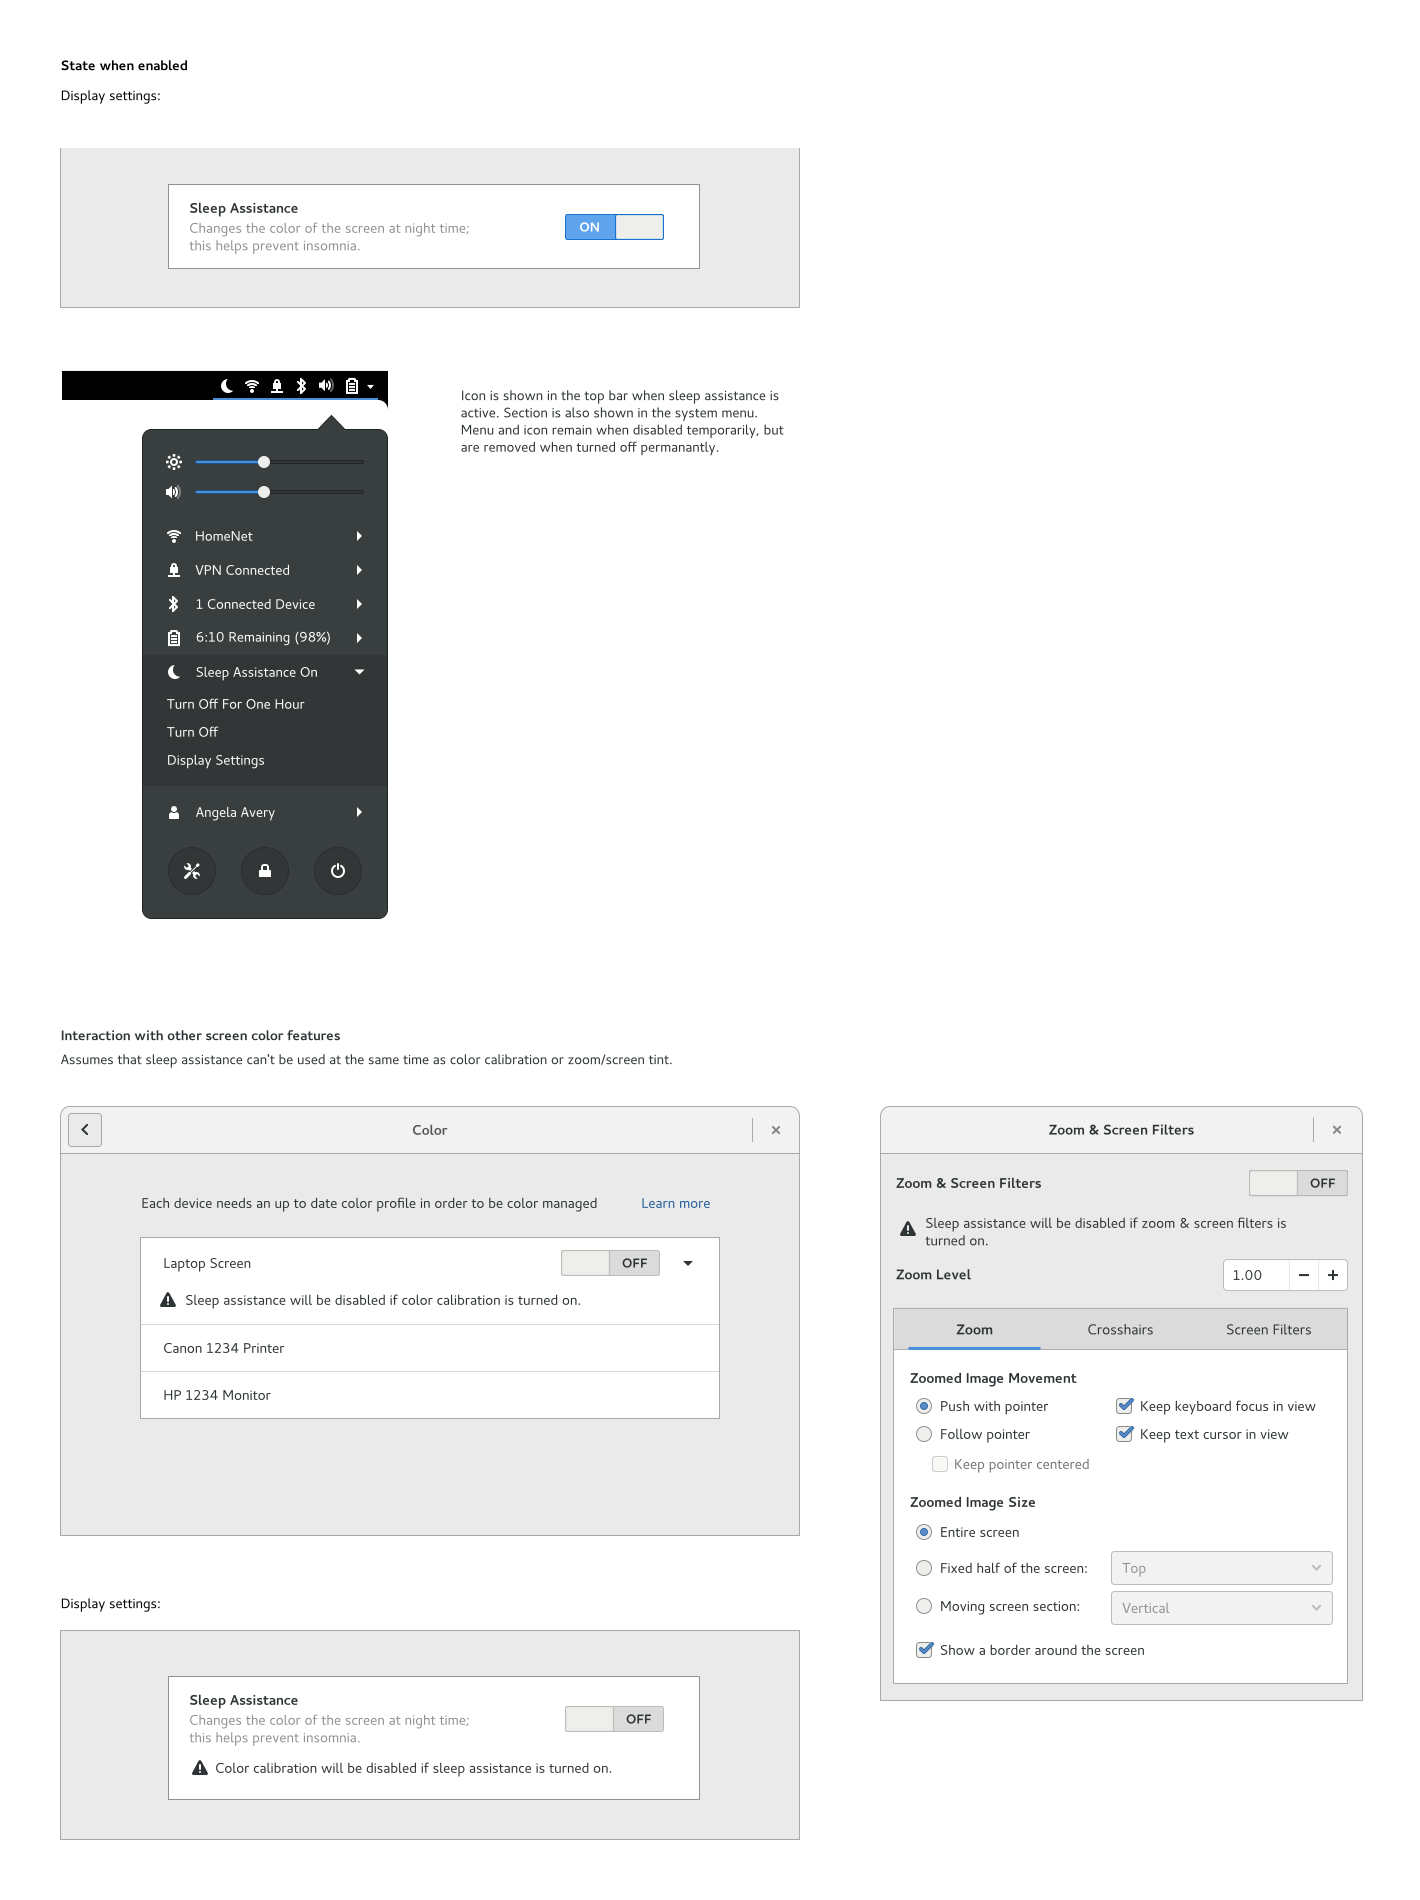 State when enabled
Display settings:
Sleep Assistance
Changes the color of the screen at night time;
this helps prevent insomnia.
ON
Icon is shown in the top bar when sleep assistance is
active. Section is also shown in the system menu.
Menu and icon remain when disabled temporarily, but
are removed when turned off permanantly.
HomeNet
VPN Connected
1 Connected Device
6:10 Remaining (98%)
Sleep Assistance On
Turn Off For One Hour
Turn Off
Display Settings
Angela Avery
Interaction with other screen color features
Assumes that sleep assistance can't be used at the same time as color calibration or zoom/screen tint.
Color
Each device needs an up to date color profile in order to be color managed Learn more
Laptop Screen OFF
Sleep assistance will be disabled if color calibration is turned on.
Canon 1234 Printer
HP 1234 Monitor
Zoom & Screen Filters
Zoom & Screen Filters OFF
Sleep assistance will be disabled if zoom & screen filters is
turned on.
Zoom Level 1.00
Zoom Crosshairs Screen Filters
Zoomed Image Movement
Push with pointer Keep keyboard focus in view
Follow pointer Keep text cursor in view
Keep pointer centered
Zoomed Image Size
Entire screen
Fixed half of the screen: Top
Moving screen section: Vertical
Show a border around the screen
Display settings:
Sleep Assistance
Changes the color of the screen at night time;
this helps prevent insomnia.
OFF
Color calibration will be disabled if sleep assistance is turned on.